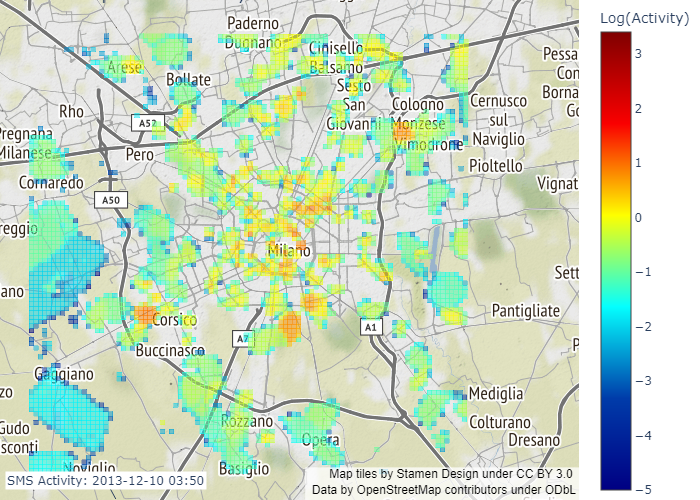 Log(Activity)
3
2
1
0
−1
−2
−3
−4
−5
Paderno
Dugnano
Cinisello
Balsamo
Arese
Bollate
Sesto
San
Giovanni
Cologno
Monzese
Vimodrone
Cernusco
sul
Naviglio
Pessa
Con
Borna
Go
Rho
A52
Pregnana
Milanese
Pero
Pioltello
Cornaredo
Vignat
A50
reggio
Milano
Sett
ano
Pantigliate
Corsico
A7
A1
Buccinasco
P
Gaggiano
zo
Mediglia
Rozzano
Colturano
Gudo
sconti
Opera
Dresano
Noviglio
Basiglio
SMS Activity: 2013-12-10 03:50
Map tiles by Stamen Design under CC BY 3.0
Data by OpenStreetMap contributors under ODbL